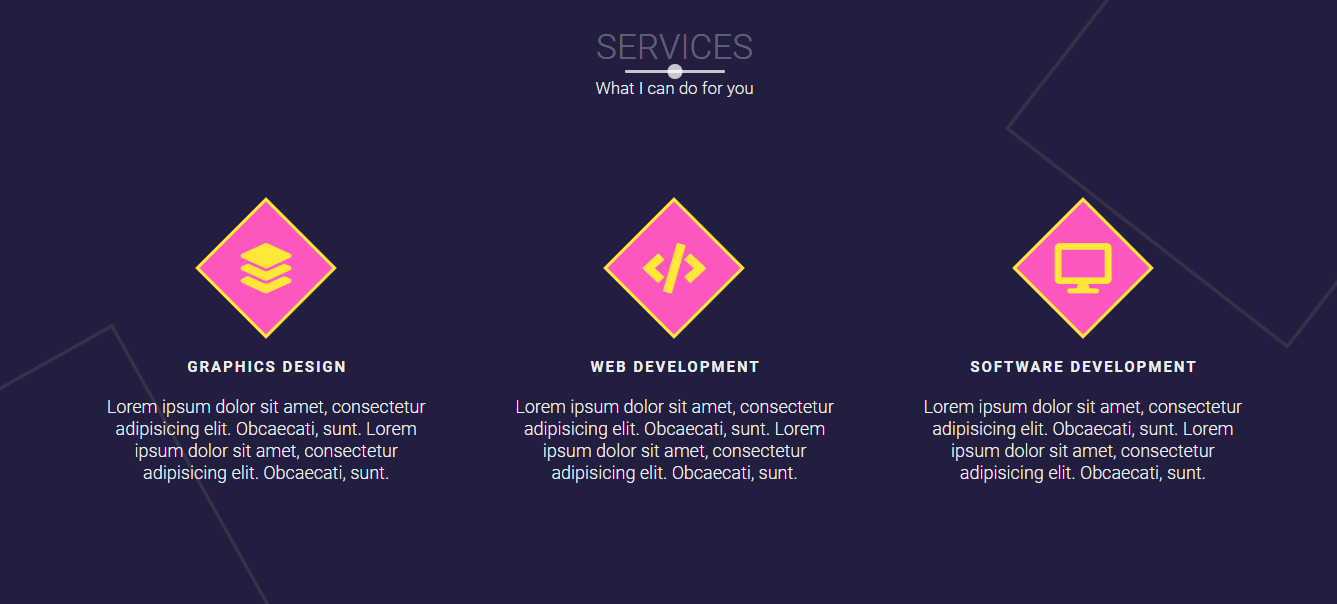 SERVICES
What I can do for you
GRAPHICS DESIGN
Lorem ipsum dolor sit amet, consectetur
adipisicing elit. Obcaecati, sunt. Lorem
ipsum dolor sit amet, consectetur
adipisicing elit. Obcaecati, sunt.
WEB DEVELOPMENT
Lorem ipsum dolor sit amet, consectetur
adipisicing elit. Obcaecati, sunt. Lorem
ipsum dolor sit amet, consectetur
adipisicing elit. Obcaecati, sunt.
SOFTWARE DEVELOPMENT
Lorem ipsum dolor sit amet, consectetur
adipisicing elit. Obcaecati, sunt. Lorem
ipsum dolor sit amet, consectetur
adipisicing elit. Obcaecati, sunt.